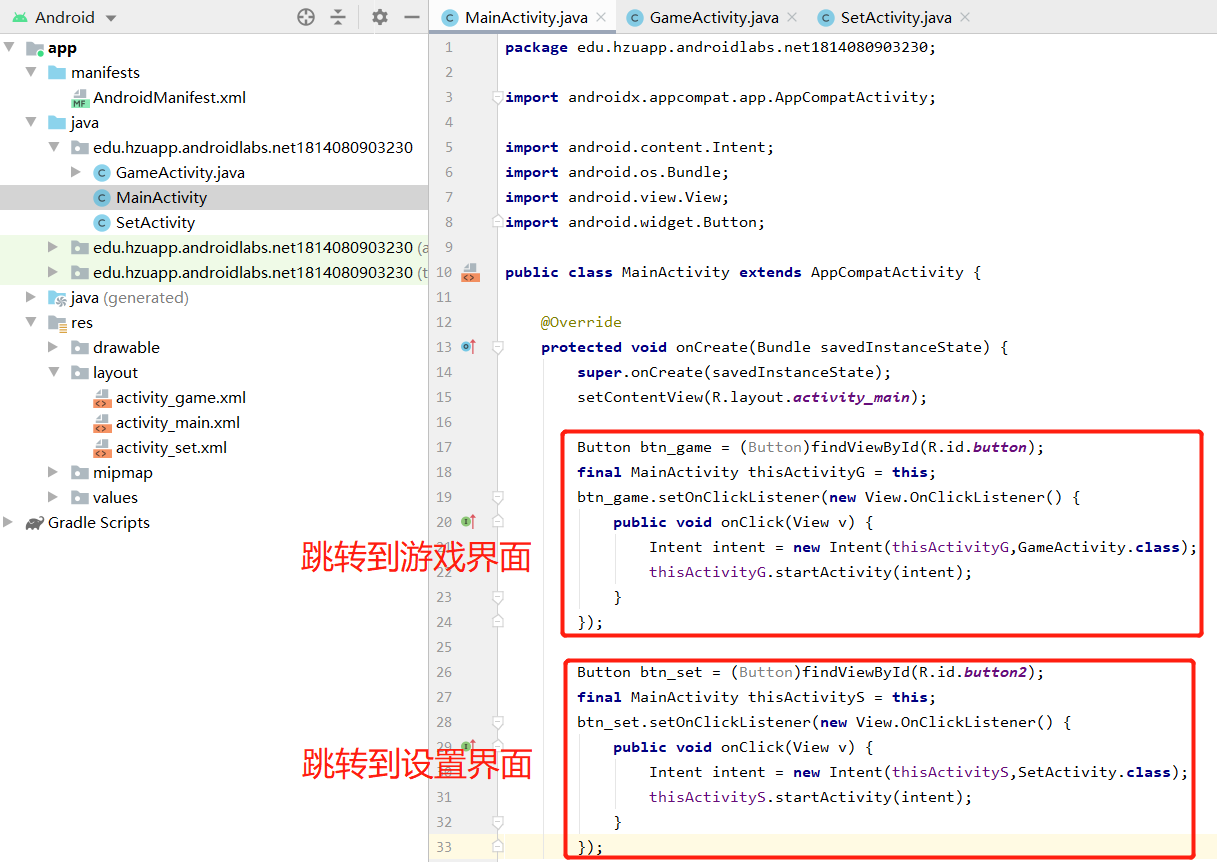 Android
MainActivity.java
GameActivity.java
SetActivity.java
app
manifests
MF
AndroidManifest.xml
java
edu.hzuapp.androidlabs.net1814080903230
C GameActivity.java
C MainActivity
C SetActivity
edu.hzuapp.androidlabs.net1814080903230 (a
edu.hzuapp.androidlabs.net1814080903230 (t
java (generated)
res
drawable
layout
activity_game.xml
activity_main.xml
activity_set.xml
mipmap
values
Gradle Scripts
1 package edu.hzuapp.androidlabs.net1814080903230;
2
3 import androidx.appcompat.app.AppCompatActivity;
4
5 import android.content.Intent;
6 import android.os.Bundle;
7 import android.view.View;
8 import android.widget.Button;
9
10 public class MainActivity extends AppCompatActivity {
11
12 @Override
13 protected void onCreate(Bundle savedInstanceState) {
14 super.onCreate(savedInstanceState);
15 setContentView(R.layout.activity_main);
16
17 Button btn_game = (Button)findViewById(R.id.button);
18 final MainActivity thisActivityG = this;
19 btn_game.setOnClickListener(new View.OnClickListener() {
20 public void onClick(View v) {
Intent intent = new Intent(thisActivityG,GameActivity.class);
跳转到游戏界面
22 thisActivityG.startActivity(intent);
23 }
24 });
25
26 Button btn_set = (Button)findViewById(R.id.button2);
27 final MainActivity thisActivityS = this;
28 btn_set.setOnClickListener(new View.OnClickListener() {
29 public void onClick(View v) {
跳转到设置界面
Intent intent = new Intent(thisActivityS,SetActivity.class);
31 thisActivityS.startActivity(intent);
32 }
33 });